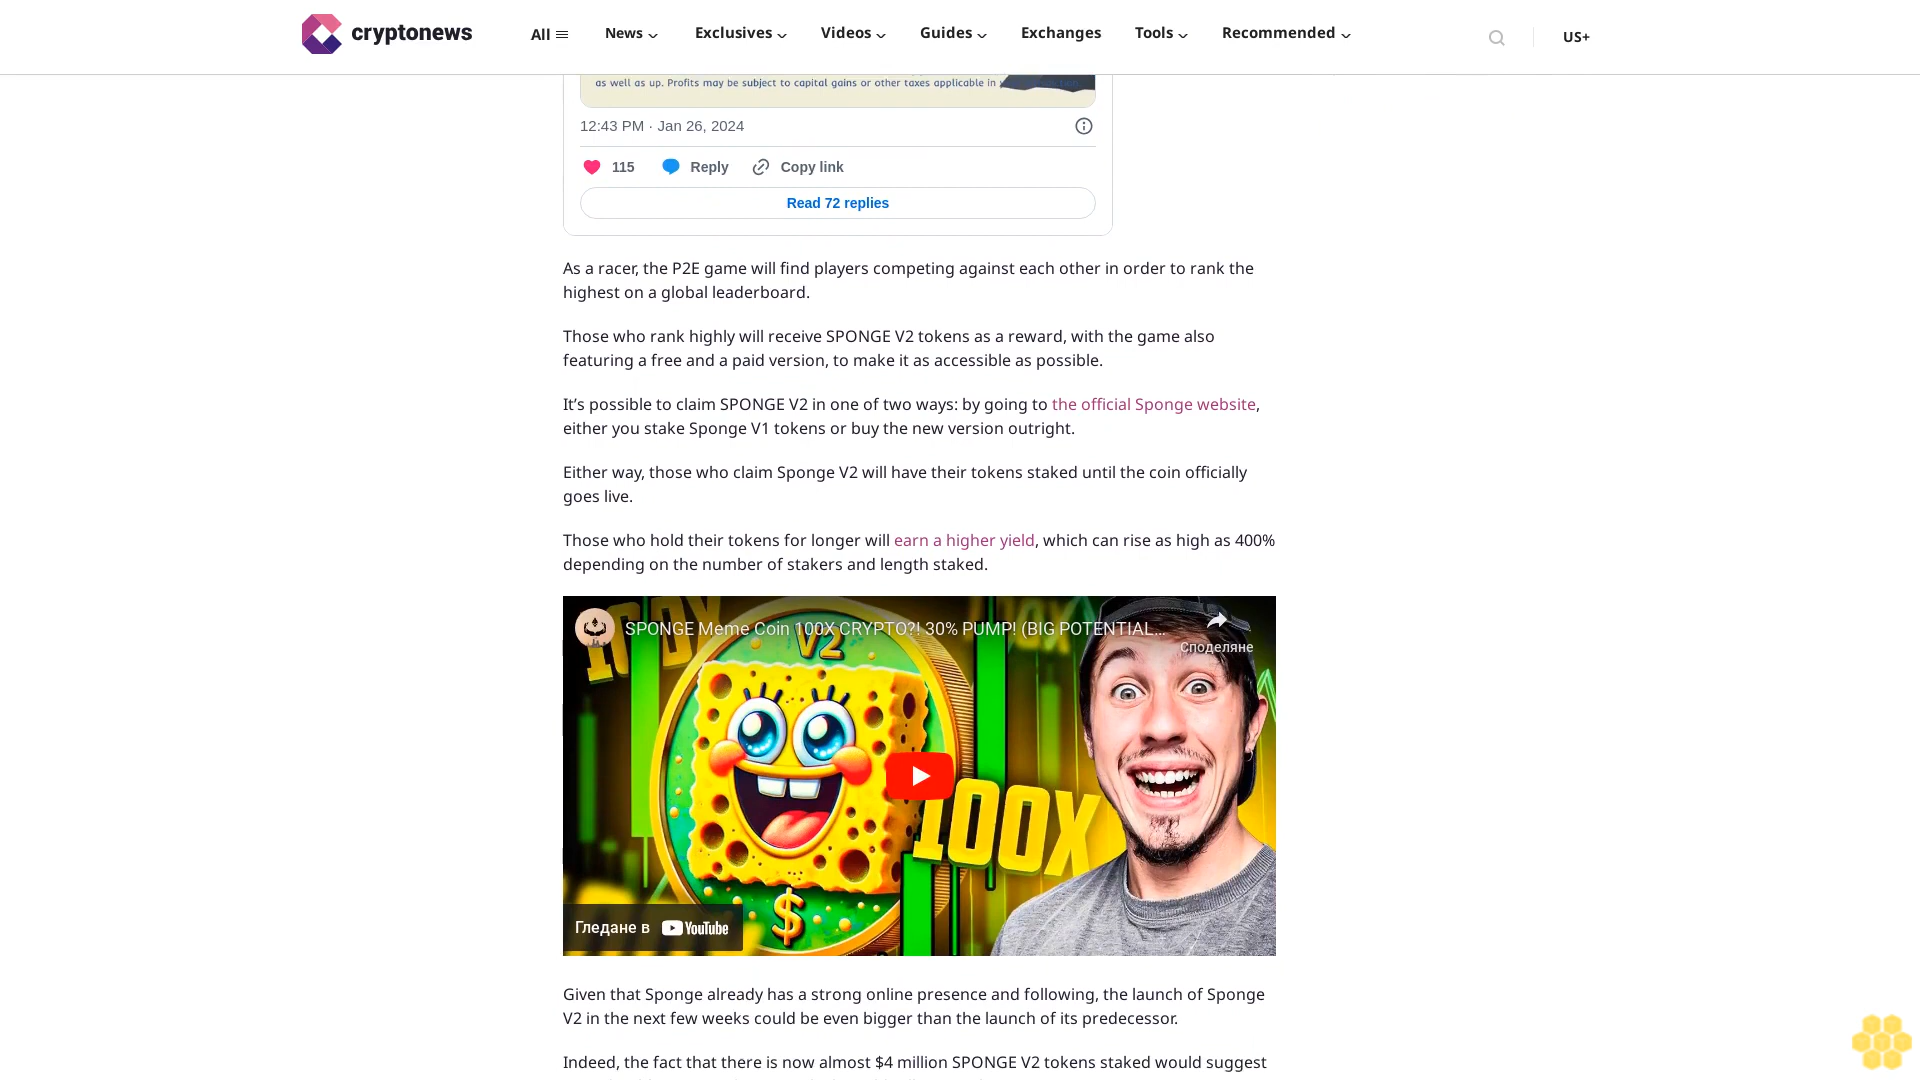 cryptonews
All
News
Exclusives
Videos
Guides
Exchanges
Tools
Recommended
US+
as well as up. Profits may be subject to capital gains or other taxes applicable in
12:43 PM · Jan 26, 2024
115
Reply
Copy link
Read 72 replies
As a racer, the P2E game will find players competing against each other in order to rank the
highest on a global leaderboard.
Those who rank highly will receive SPONGE V2 tokens as a reward, with the game also
featuring a free and a paid version, to make it as accessible as possible.
It’s possible to claim SPONGE V2 in one of two ways: by going to the official Sponge website,
either you stake Sponge V1 tokens or buy the new version outright.
Either way, those who claim Sponge V2 will have their tokens staked until the coin officially
goes live.
Those who hold their tokens for longer will earn a higher yield, which can rise as high as 400%
depending on the number of stakers and length staked.
100X
SPONGE Meme Coin 100X CRYPTO?! 30% PUMP! (BIG POTENTIAL...
Споделяне
V2
100X
$
Гледане в YouTube
Given that Sponge already has a strong online presence and following, the launch of Sponge
V2 in the next few weeks could be even bigger than the launch of its predecessor.
Indeed, the fact that there is now almost $4 million SPONGE V2 tokens staked would suggest